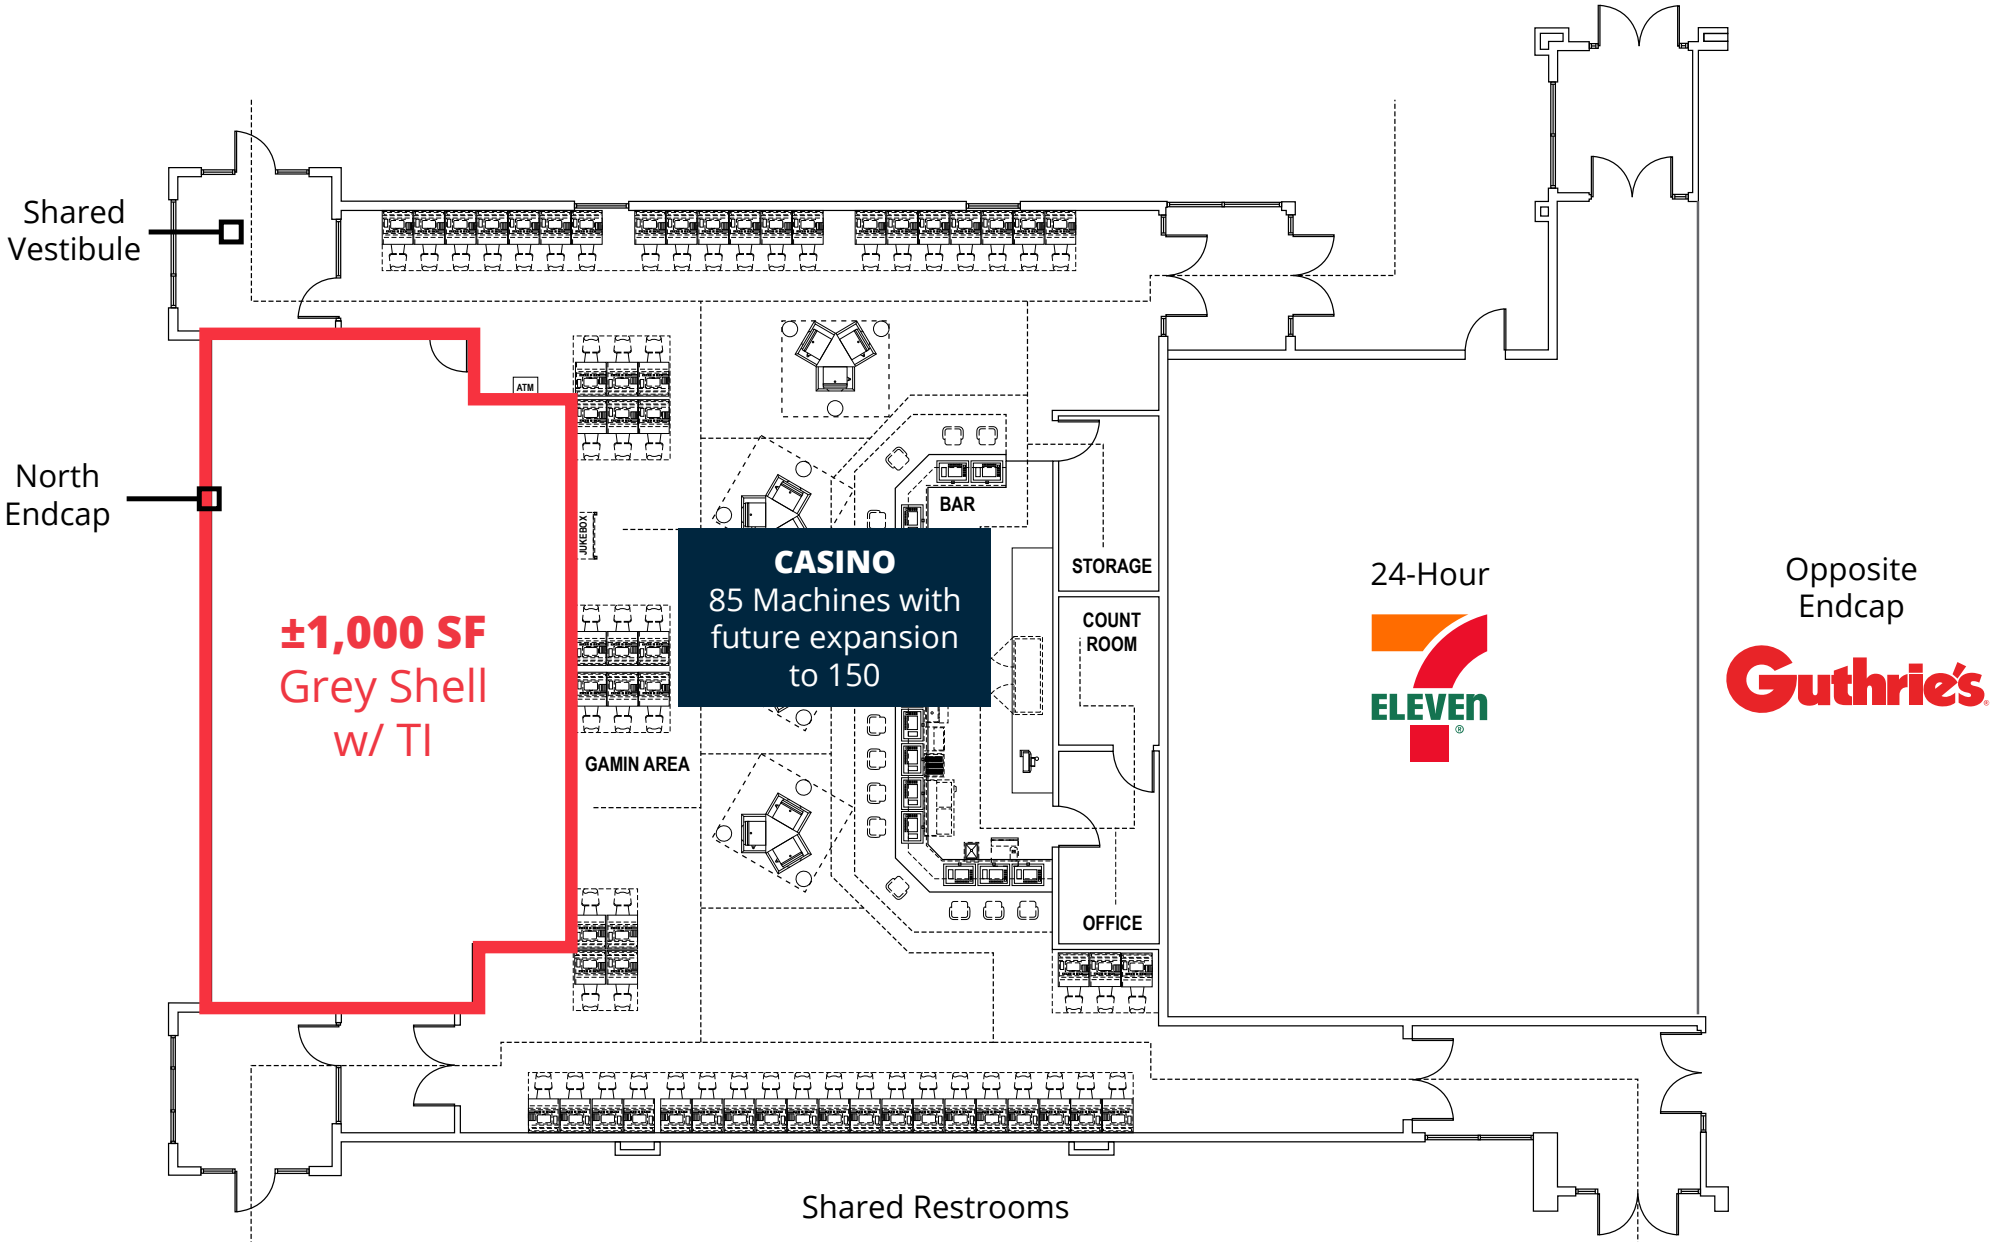 Shared
Vestibule
ATM
North
Endcap
JUKEBOX
BAR
CASINO
85 Machines with
future expansion
to 150
STORAGE
COUNT
ROOM
24-Hour
7
ELEVEn
®
Opposite
Endcap
Guthrie's®
±1,000 SF
Grey Shell
w/ TI
GAMIN AREA
OFFICE
Shared Restrooms